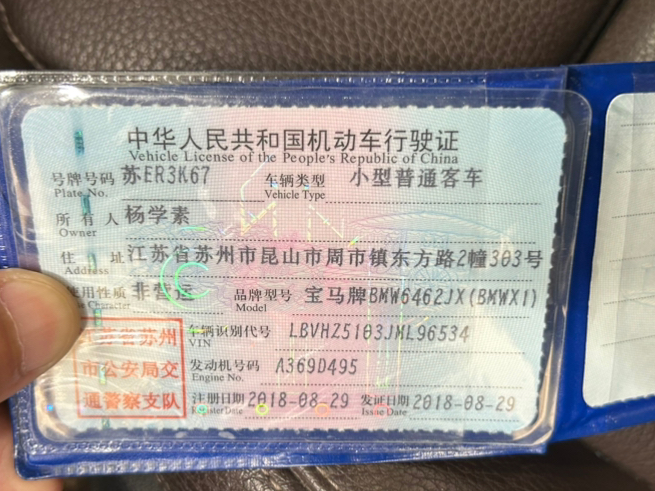 中华人民共和国机动车行驶证
Vehicle License of the People's Republic of China
号牌号码 苏ER3K67 车辆类型 小型普通客车
Plate No. Vehicle Type
所有人 杨学素
Owner
住址 江苏省苏州市昆山市周市镇东方路2幢303号
Address
使用性质 非营运 品牌型号 宝马牌BMW6462JX(BMWX1)
Character Model
江苏省苏州 车辆识别代号 LBVHZ5103JML96534
VIN
市公安局交 发动机号码 A369D495
Engine No.
通警察支队 注册日期 2018-08-29 发证日期 2018-08-29
Register Date Issue Date